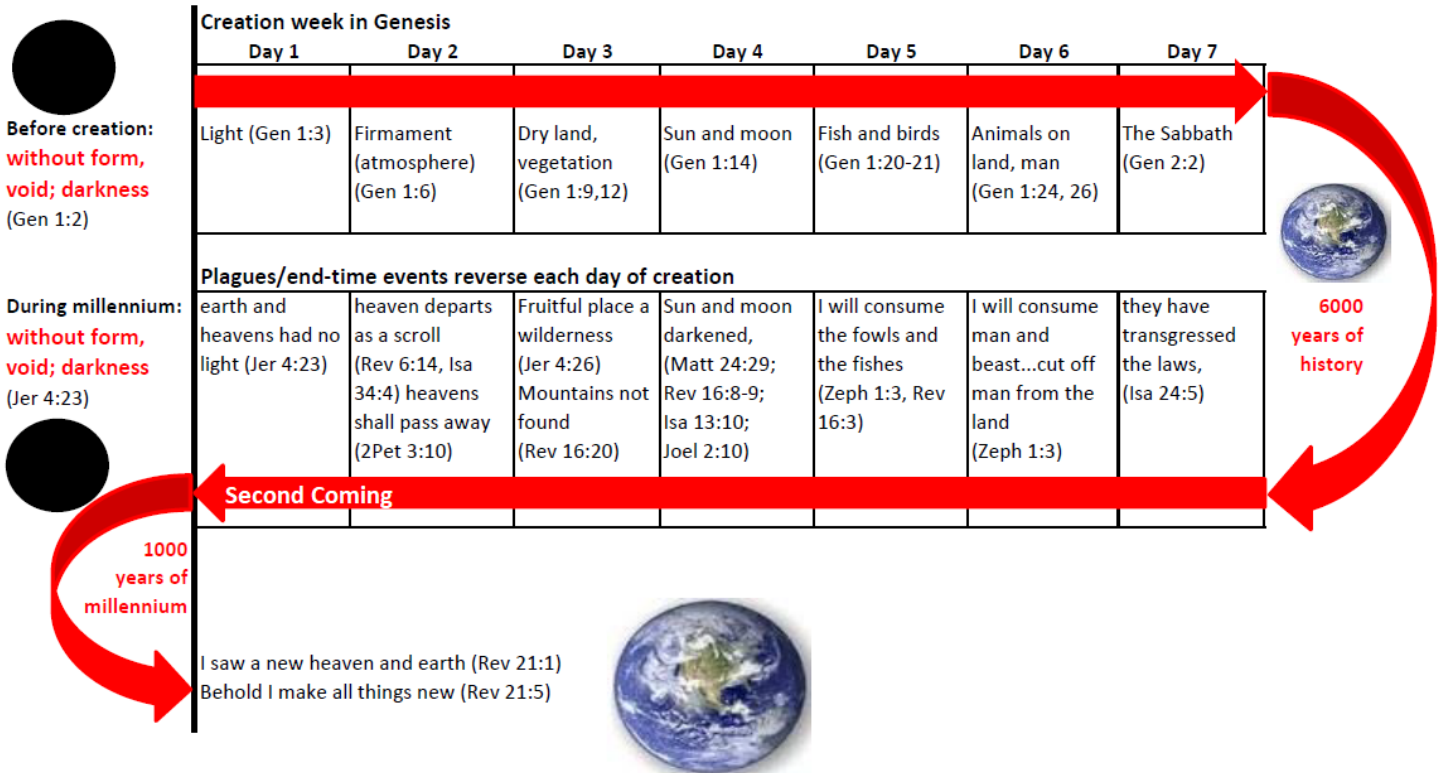 Creation week in Genesis
Day 1 Day 2 Day 3 Day 4 Day 5 Day 6 Day 7
Before creation:
without form,
void; darkness
(Gen 1:2)
Light (Gen 1:3)
Firmament
(atmosphere)
(Gen 1:6)
Dry land,
vegetation
(Gen 1:9,12)
Sun and moon
(Gen 1:14)
Fish and birds
(Gen 1:20-21)
Animals on
land, man
(Gen 1:24, 26)
The Sabbath
(Gen 2:2)
6000
years of
history
Plagues/end-time events reverse each day of creation
During millennium:
without form,
void; darkness
(Jer 4:23)
earth and
heavens had no
light (Jer 4:23)
heaven departs
as a scroll
(Rev 6:14, Isa
34:4) heavens
shall pass away
(2Pet 3:10)
Fruitful place a
wilderness
(Jer 4:26)
Mountains not
found
(Rev 16:20)
Sun and moon
darkened,
(Matt 24:29;
Rev 16:8-9;
Isa 13:10;
Joel 2:10)
I will consume
the fowls and
the fishes
(Zeph 1:3, Rev
16:3)
I will consume
man and
beast...cut off
man from the
land
(Zeph 1:3)
they have
transgressed
the laws,
(Isa 24:5)
Second Coming
1000
years of
millennium
I saw a new heaven and earth (Rev 21:1)
Behold I make all things new (Rev 21:5)